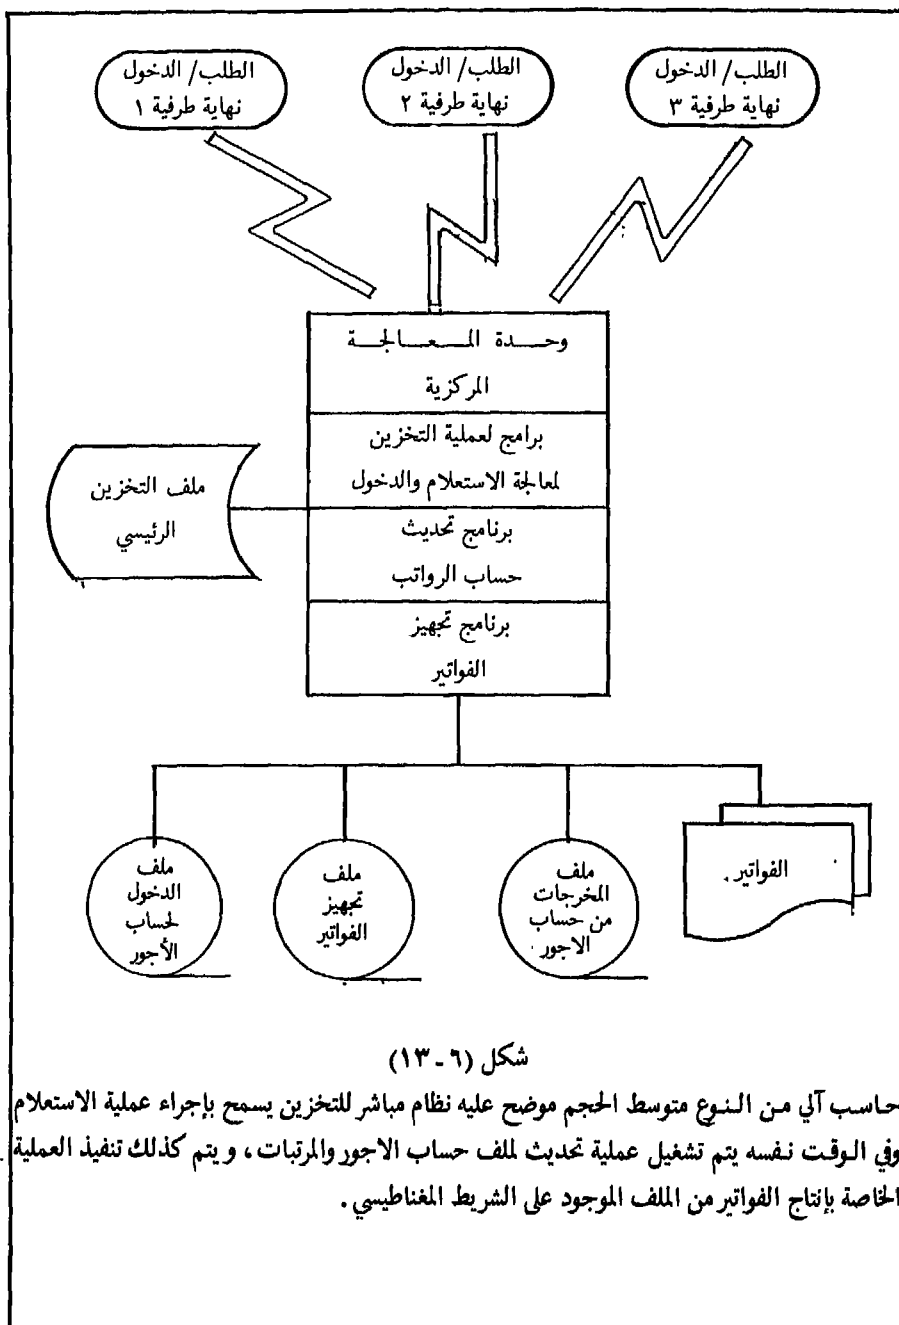 الطلب/ الدخول
نهاية طرفية ٣
الطلب/ الدخول
نهاية طرفية ٢
الطلب/ الدخول
نهاية طرفية ١
وحدة المعالجة
المركزية
برامج لعملية التخزين
لمعالجة الاستعلام والدخول
برنامج تحديث
حساب الرواتب
برنامج تجهيز
الفواتير
ملف التخزين
الرئيسي
الفواتير
ملف
المخرجات
من حساب
الاجور
ملف
تجهيز
الفواتير
ملف
الدخول
لحساب
الأجور
شكل (٦ ـ ١٣)
حاسب آلي من النوع متوسط الحجم موضح عليه نظام مباشر للتخزين يسمح بإجراء عملية الاستعلام
وفي الوقت نفسه يتم تشغيل عملية تحديث لملف حساب الاجور والمرتبات، ويتم كذلك تنفيذ العملية
الخاصة بإنتاج الفواتير من الملف الموجود على الشريط المغناطيسي.